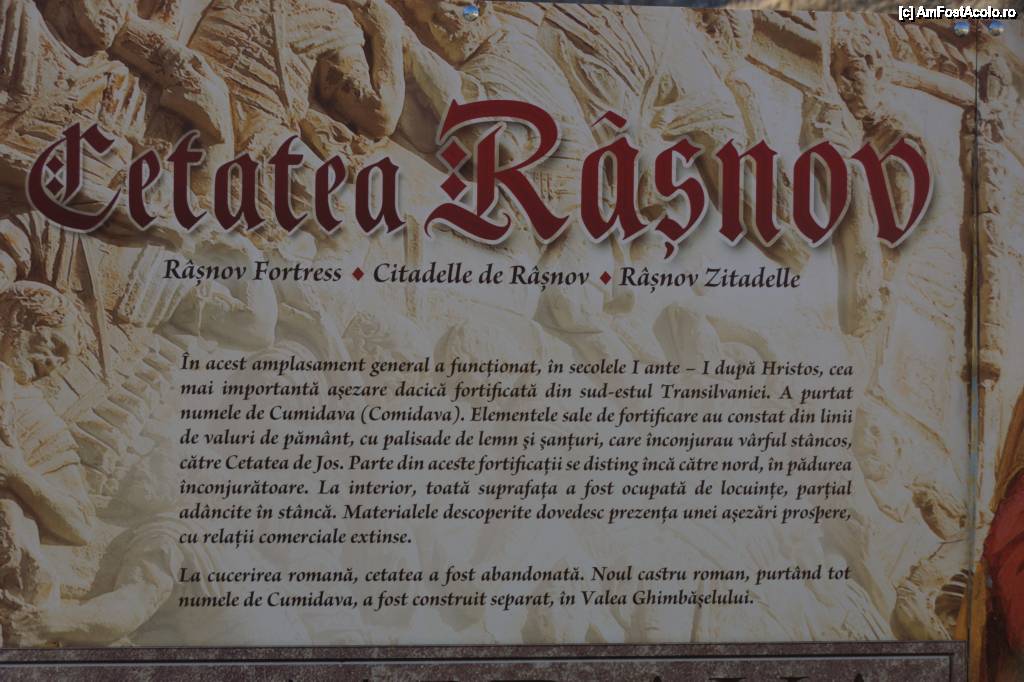 [c] AmFostAcolo.ro
Cetatea Râșnov
Râșnov Fortress ♦ Citadelle de Râșnov ♦ Râșnov Zitadelle
În acest amplasament general a funcționat, în secolele I ante – I după Hristos, cea
mai importantă așezare dacică fortificată din sud-estul Transilvaniei. A purtat
numele de Cumidava (Comidava). Elementele sale de fortificare au constat din linii
de valuri de pământ, cu palisade de lemn și șanțuri, care înconjurau vârful stâncos,
către Cetatea de Jos. Parte din aceste fortificații se disting încă către nord, în pădurea
înconjurătoare. La interior, toată suprafața a fost ocupată de locuințe, parțial
adâncite în stâncă. Materialele descoperite dovedesc prezența unei așezări prospere,
cu relații comerciale extinse.
La cucerirea romană, cetatea a fost abandonată. Noul castru roman, purtând tot
numele de Cumidava, a fost construit separat, în Valea Ghimbășelului.